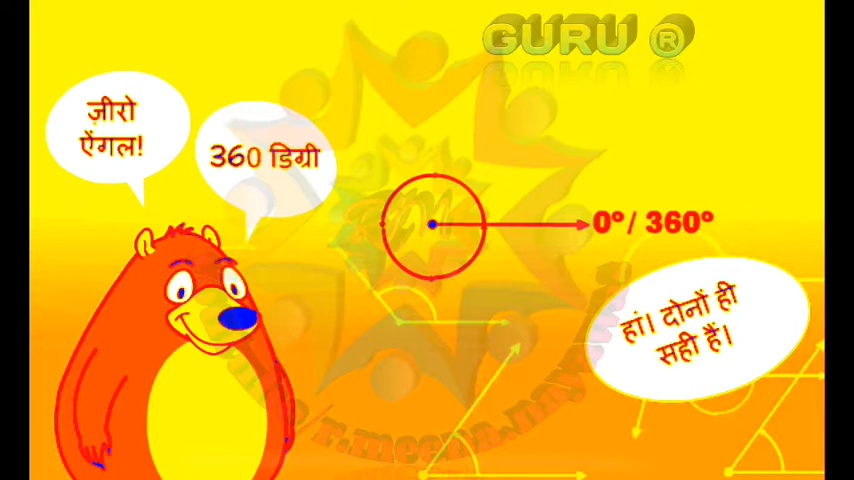 GURU ®
ज़ीरो
ऐंगल!
360 डिग्री
0°/ 360°
हां। दोनों ही
सही हैं।